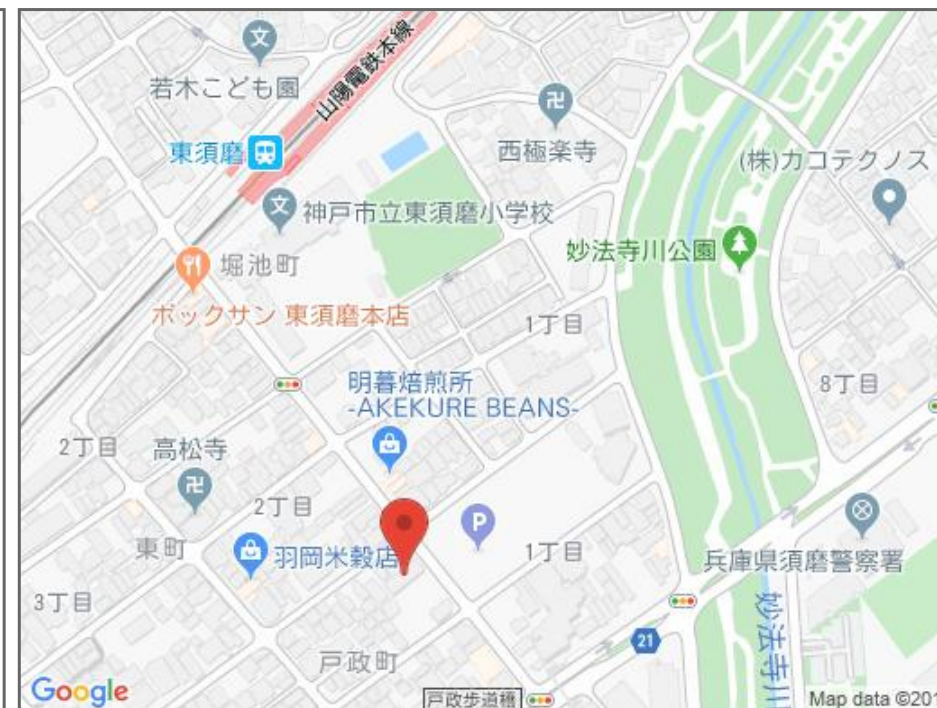 若木こども園
山陽電鉄本線
東須磨
西極楽寺
(株)カコテクノス
神戸市立東須磨小学校
妙法寺川公園
堀池町
ボックサン 東須磨本店
1丁目
明暮焙煎所
-AKEKURE BEANS-
8丁目
2丁目
高松寺
2丁目
P
東町
羽岡米穀店
1丁目
兵庫県須磨警察署
3丁目
妙法寺川
21
戸政町
Google
戸政歩道橋
Map data ©201